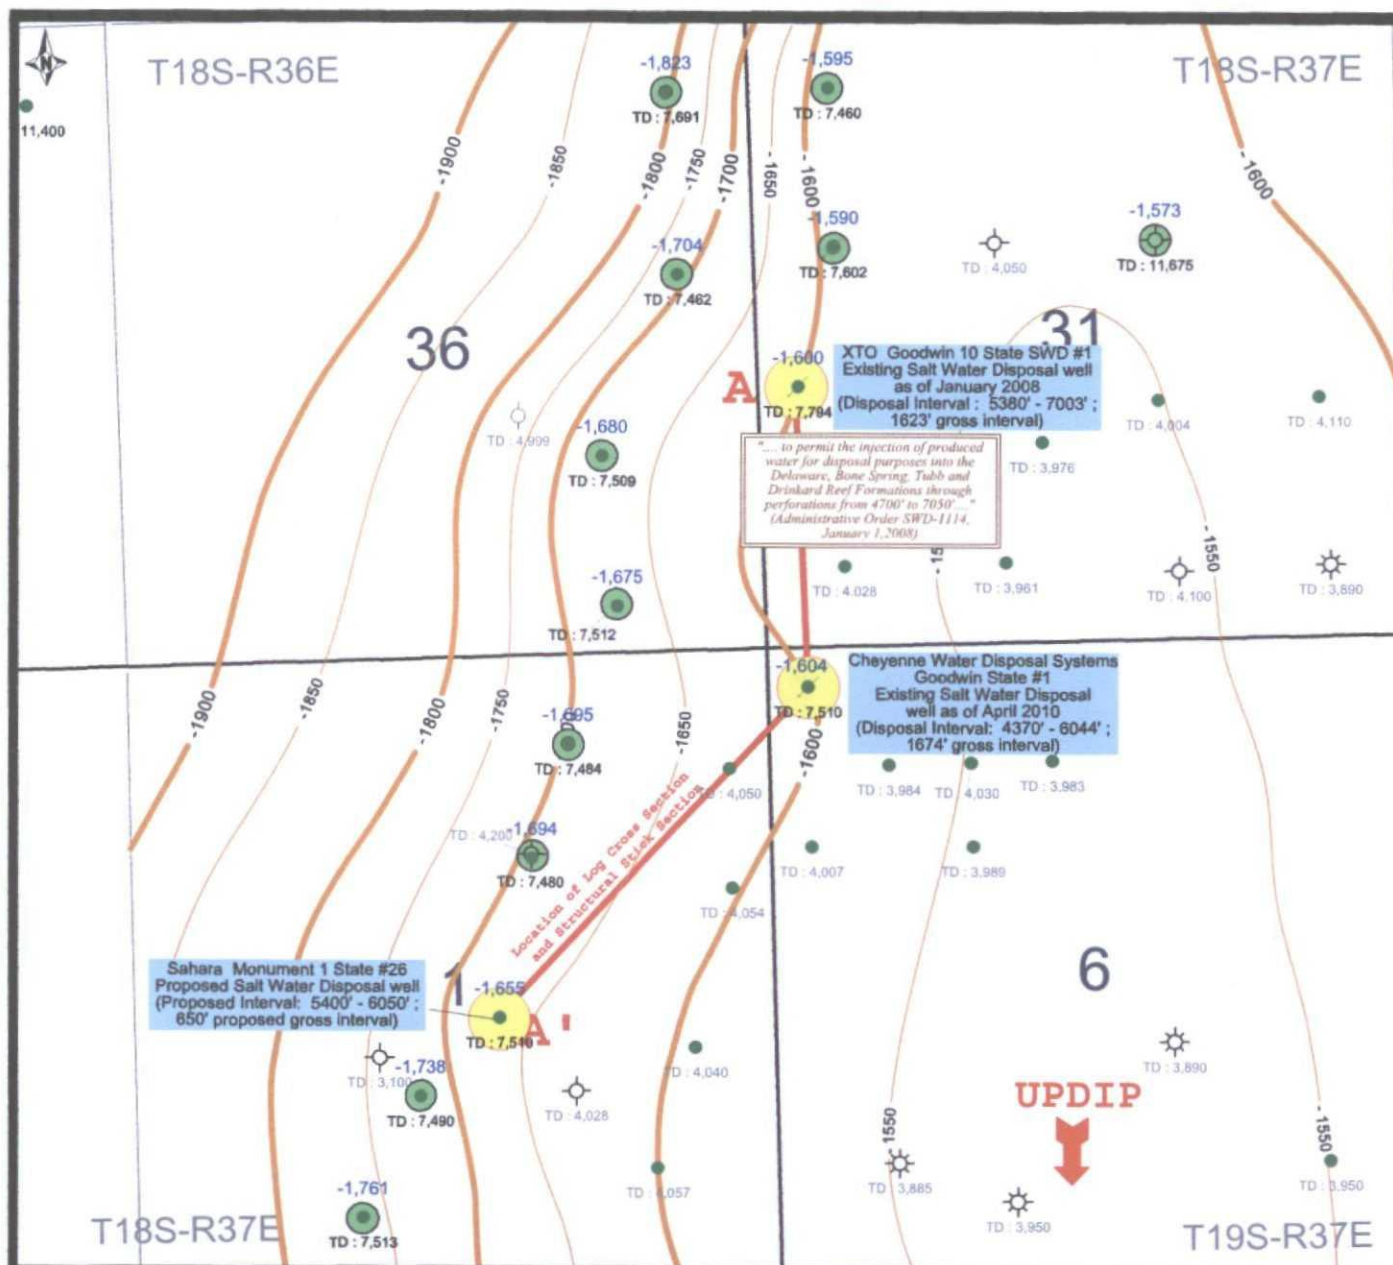 N
T18S-R36E
T18S-R37E
11,400
-1,823
TD : 7,691
-1,595
TD : 7,460
-1900
-1850
-1800
-1750
-1700
-1650
-1600
-1600
-1,590
TD : 7,602
-1,573
TD : 11,675
TD : 4,050
-1,704
TD : 7,462
36
31
-1,600
TD : 7,794
A
XTO Goodwin 10 State SWD #1
Existing Salt Water Disposal well
as of January 2008
(Disposal Interval : 5380' - 7003' ;
1623' gross interval)
TD : 4,004
TD : 4,110
TD : 4,999
-1,680
TD : 7,509
TD : 3,976
".... to permit the injection of produced
water for disposal purposes into the
Delaware, Bone Spring, Tubb and
Drinkard Reef Formations through
perforations from 4700' to 7050'...."
(Administrative Order SWD-1114,
January 1,2008)
-1550
-1,675
TD : 7,512
TD : 4.028
TD : 3,961
TD : 4.100
TD : 3,890
-1900
-1850
-1800
-1750
-1650
-1600
-1,604
TD : 7,510
Cheyenne Water Disposal Systems
Goodwin State #1
Existing Salt Water Disposal
well as of April 2010
(Disposal Interval: 4370' - 6044' ;
1674' gross interval)
-1,695
TD : 7,484
TD : 4,050
TD : 3,984
TD : 4,030
TD : 3,983
TD : 4,200
-1,694
TD : 7,480
Location of Log Cross Section
and Structural Stick Section
TD : 4,007
TD : 3,989
TD : 4,054
Sahara Monument 1 State #26
Proposed Salt Water Disposal well
(Proposed Interval: 5400' - 6050' ;
650' proposed gross interval)
1
6
-1,655
A'
TD : 3,100
-1,738
TD : 7,490
TD : 4,028
TD : 4,040
TD : 3,890
UPDIP
1550
-1550
TD : 3,885
TD : 3,950
TD : 3,950
TD : 4,057
-1,761
TD : 7,513
T18S-R37E
T19S-R37E